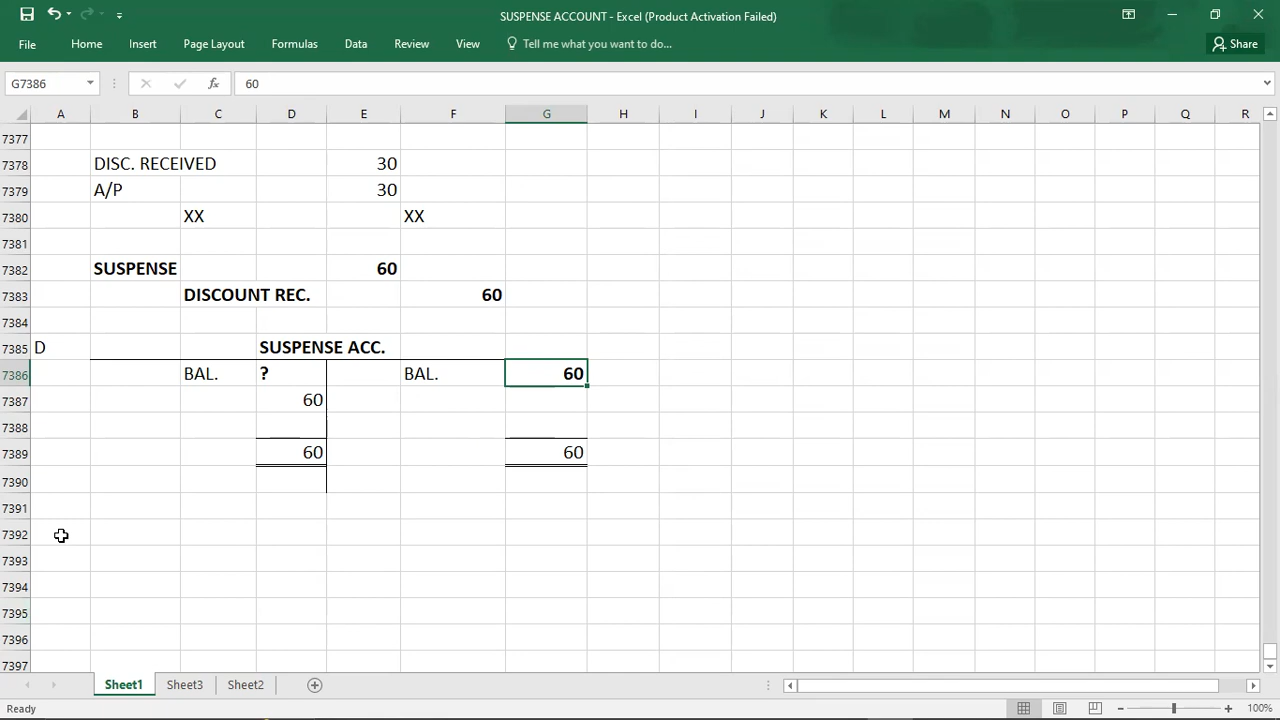 SUSPENSE ACCOUNT - Excel (Product Activation Failed)
File Home Insert Page Layout Formulas Data Review View Tell me what you want to do... Share
G7386 fx 60
A B C D E F G H I J K L M N O P Q R
7377
7378 DISC. RECEIVED 30
7379 A/P 30
7380 XX XX
7381
7382 SUSPENSE 60
7383 DISCOUNT REC. 60
7384
7385 D SUSPENSE ACC.
7386 BAL. ? BAL. 60
7387 60
7388
7389 60 60
7390
7391
7392
7393
7394
7395
7396
7397
Sheet1 Sheet3 Sheet2
Ready 100%